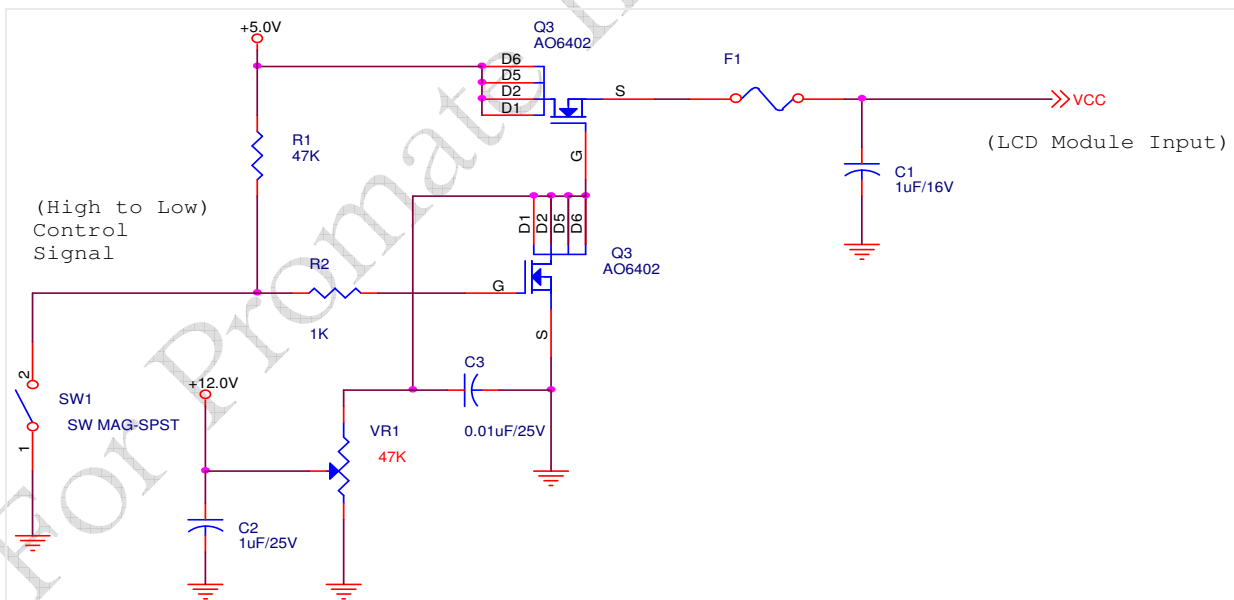 +5.0V
Q3
AO6402
D6
D5
D2
D1
S
G
F1
VCC
(LCD Module Input)
R1
47K
C1
1uF/16V
(High to Low)
Control
Signal
D1
D2
D5
D6
Q3
AO6402
R2
1K
G
S
2
SW1
SW MAG-SPST
1
+12.0V
C3
0.01uF/25V
VR1
47K
C2
1uF/25V
For Promate